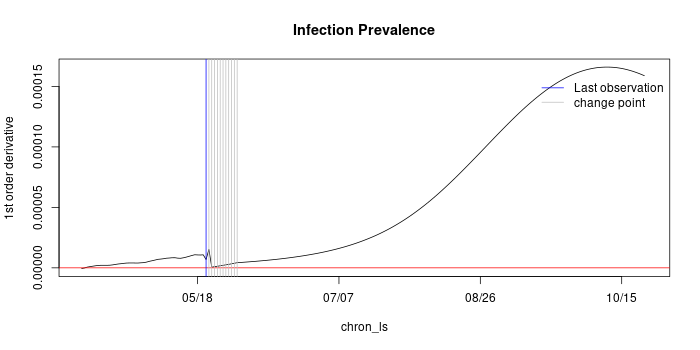 Infection Prevalence
1st order derivative
0.00015
0.00010
0.00005
0.00000
Last observation
change point
05/18
07/07
08/26
10/15
chron_ls